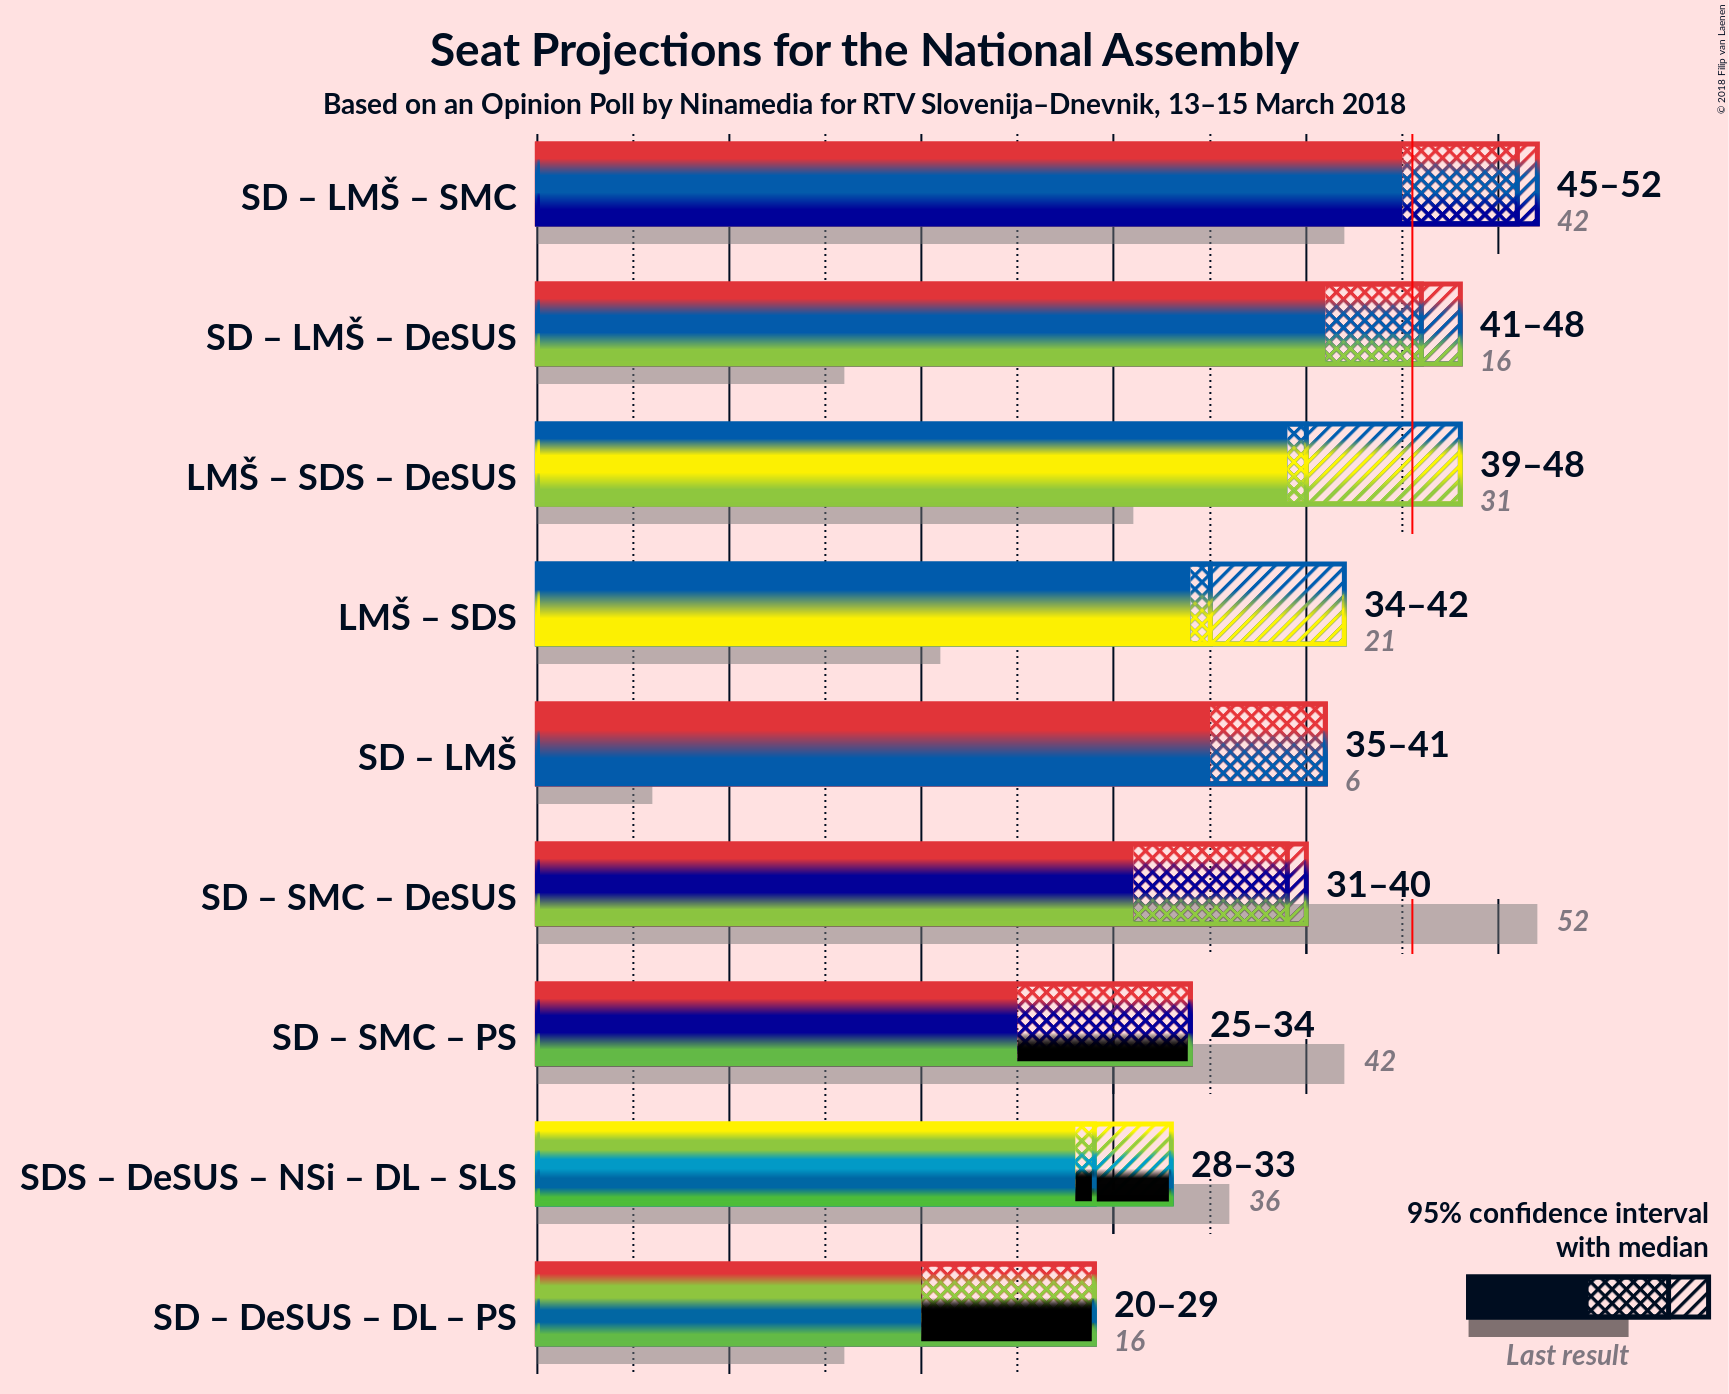 Seat Projections for the National Assembly
Based on an Opinion Poll by Ninamedia for RTV Slovenija–Dnevnik, 13–15 March 2018
© 2018 Filip van Laenen
SD – LMŠ – SMC
45–52
42
SD – LMŠ – DeSUS
41–48
16
LMŠ – SDS – DeSUS
39–48
31
LMŠ – SDS
34–42
21
SD – LMŠ
35–41
6
SD – SMC – DeSUS
31–40
52
SD – SMC – PS
25–34
42
SDS – DeSUS – NSi – DL – SLS
28–33
36
SD – DeSUS – DL – PS
20–29
16
95% confidence interval
with median
Last result